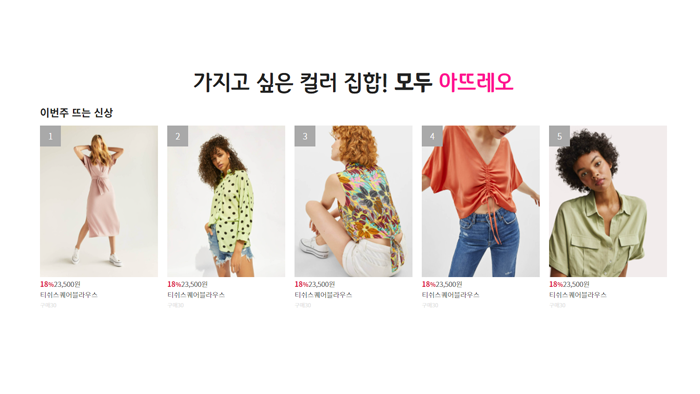 가지고 싶은 컬러 집합! 모두 아뜨레오
이번주 뜨는 신상
1
2
3
4
5
18%23,500원
18%23,500원
18%23,500원
18%23,500원
18%23,500원
티쉬스퀘어블라우스
티쉬스퀘어블라우스
티쉬스퀘어블라우스
티쉬스퀘어블라우스
티쉬스퀘어블라우스